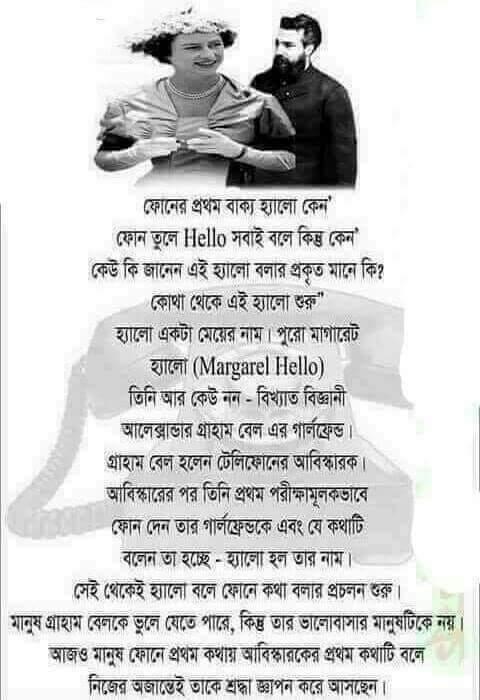 ফোনের প্রথম বাক্য হ্যালো কেন'
ফোন তুলে Hello সবাই বলে কিন্তু কেন'
কেউ কি জানেন এই হ্যালো বলার প্রকৃত মানে কি?
কোথা থেকে এই হ্যালো শুরু"
হ্যালো একটা মেয়ের নাম। পুরো মাগারেট
হ্যালো (Margarel Hello)
তিনি আর কেউ নন - বিখ্যাত বিজ্ঞানী
আলেক্সান্ডার গ্রাহাম বেল এর গার্লফ্রেন্ড।
গ্রাহাম বেল হলেন টেলিফোনের আবিস্কারক।
আবিস্কারের পর তিনি প্রথম পরীক্ষামূলকভাবে
ফোন দেন তার গার্লফ্রেন্ডকে এবং যে কথাটি
বলেন তা হচ্ছে - হ্যালো হল তার নাম।
সেই থেকেই হ্যালো বলে ফোনে কথা বলার প্রচলন শুরু।
মানুষ গ্রাহাম বেলকে ভুলে যেতে পারে, কিন্তু তার ভালোবাসার মানুষটিকে নয়।
আজও মানুষ ফোনে প্রথম কথায় আবিস্কারকের প্রথম কথাটি বলে
নিজের অজান্তেই তাকে শ্রদ্ধা জ্ঞাপন করে আসছেন।